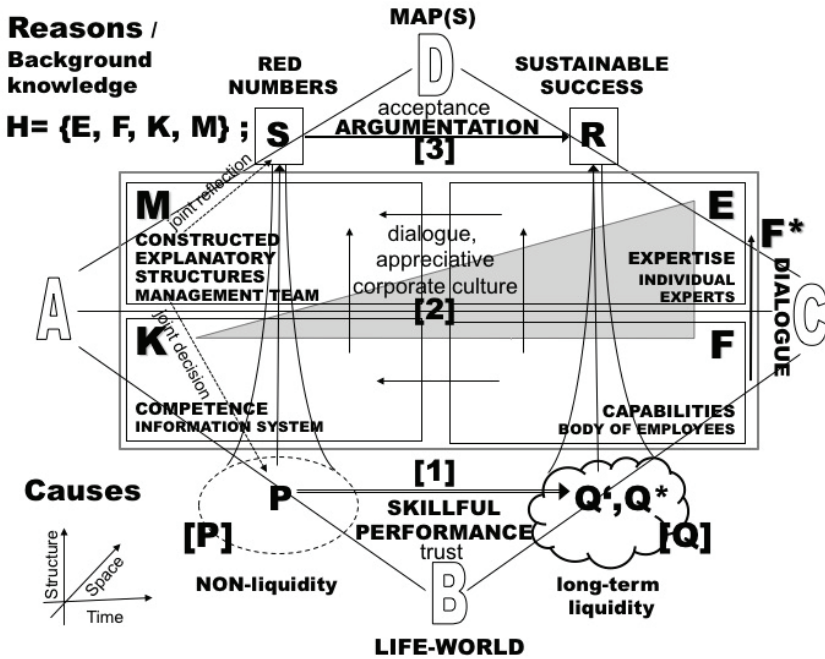 Reasons /
Background
knowledge
H= {E, F, K, M} ;
MAP(S)
D
RED
NUMBERS
SUSTAINABLE
SUCCESS
acceptance
S
ARGUMENTATION
R
[3]
joint reflection
M
CONSTRUCTED
EXPLANATORY
STRUCTURES
MANAGEMENT TEAM
dialogue,
appreciative
corporate culture
[2]
E
EXPERTISE
INDIVIDUAL
EXPERTS
F*
DIALOGUE
A
C
K
joint decision
COMPETENCE
INFORMATION SYSTEM
F
CAPABILITIES
BODY OF EMPLOYEES
Causes
[1]
P
SKILLFUL
PERFORMANCE
trust
Q‘,Q*
[P]
[Q]
NON-liquidity
long-term
liquidity
B
LIFE-WORLD
Structure
Space
Time